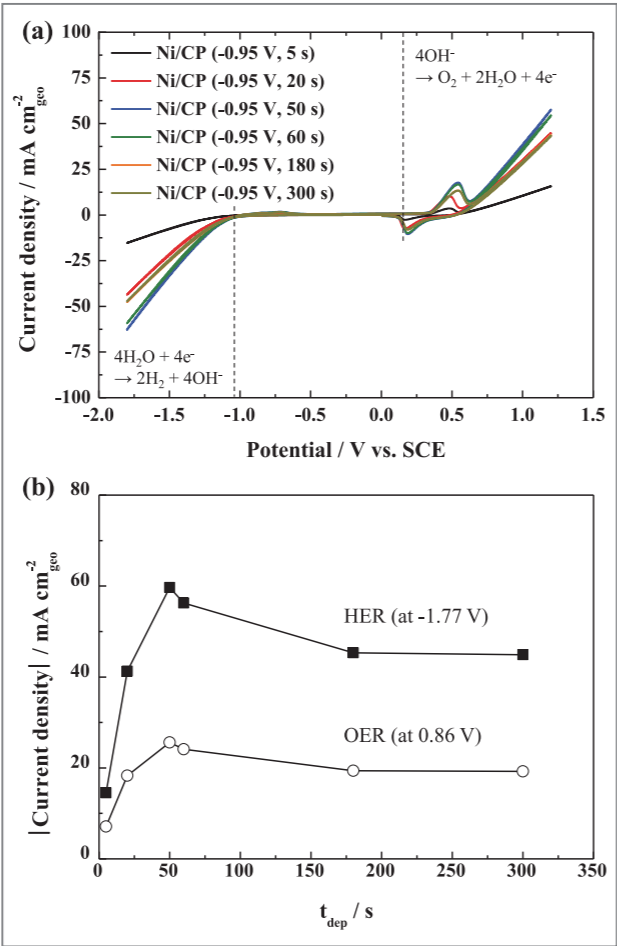 (a)
100
75
50
25
0
-25
-50
-75
-100
Current density / mA cm⁻²geo
Ni/CP (-0.95 V, 5 s)
Ni/CP (-0.95 V, 20 s)
Ni/CP (-0.95 V, 50 s)
Ni/CP (-0.95 V, 60 s)
Ni/CP (-0.95 V, 180 s)
Ni/CP (-0.95 V, 300 s)
4OH⁻
→ O₂ + 2H₂O + 4e⁻
4H₂O + 4e⁻
→ 2H₂ + 4OH⁻
-2.0 -1.5 -1.0 -0.5 0.0 0.5 1.0 1.5
Potential / V vs. SCE
(b)
80
60
40
20
0
|Current density| / mA cm⁻²geo
HER (at -1.77 V)
OER (at 0.86 V)
0 50 100 150 200 250 300 350
t_dep / s